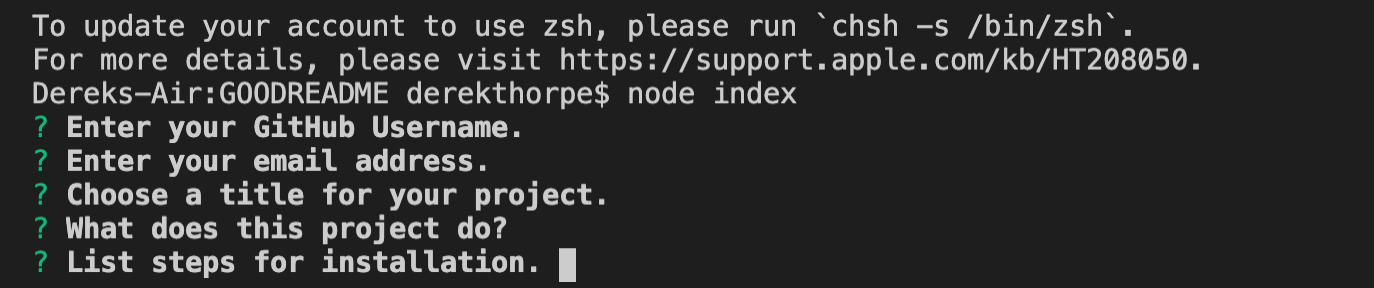 To update your account to use zsh, please run `chsh -s /bin/zsh`.
For more details, please visit https://support.apple.com/kb/HT208050.
Dereks-Air:GOODREADME derekthorpe$ node index
? Enter your GitHub Username.
? Enter your email address.
? Choose a title for your project.
? What does this project do?
? List steps for installation.